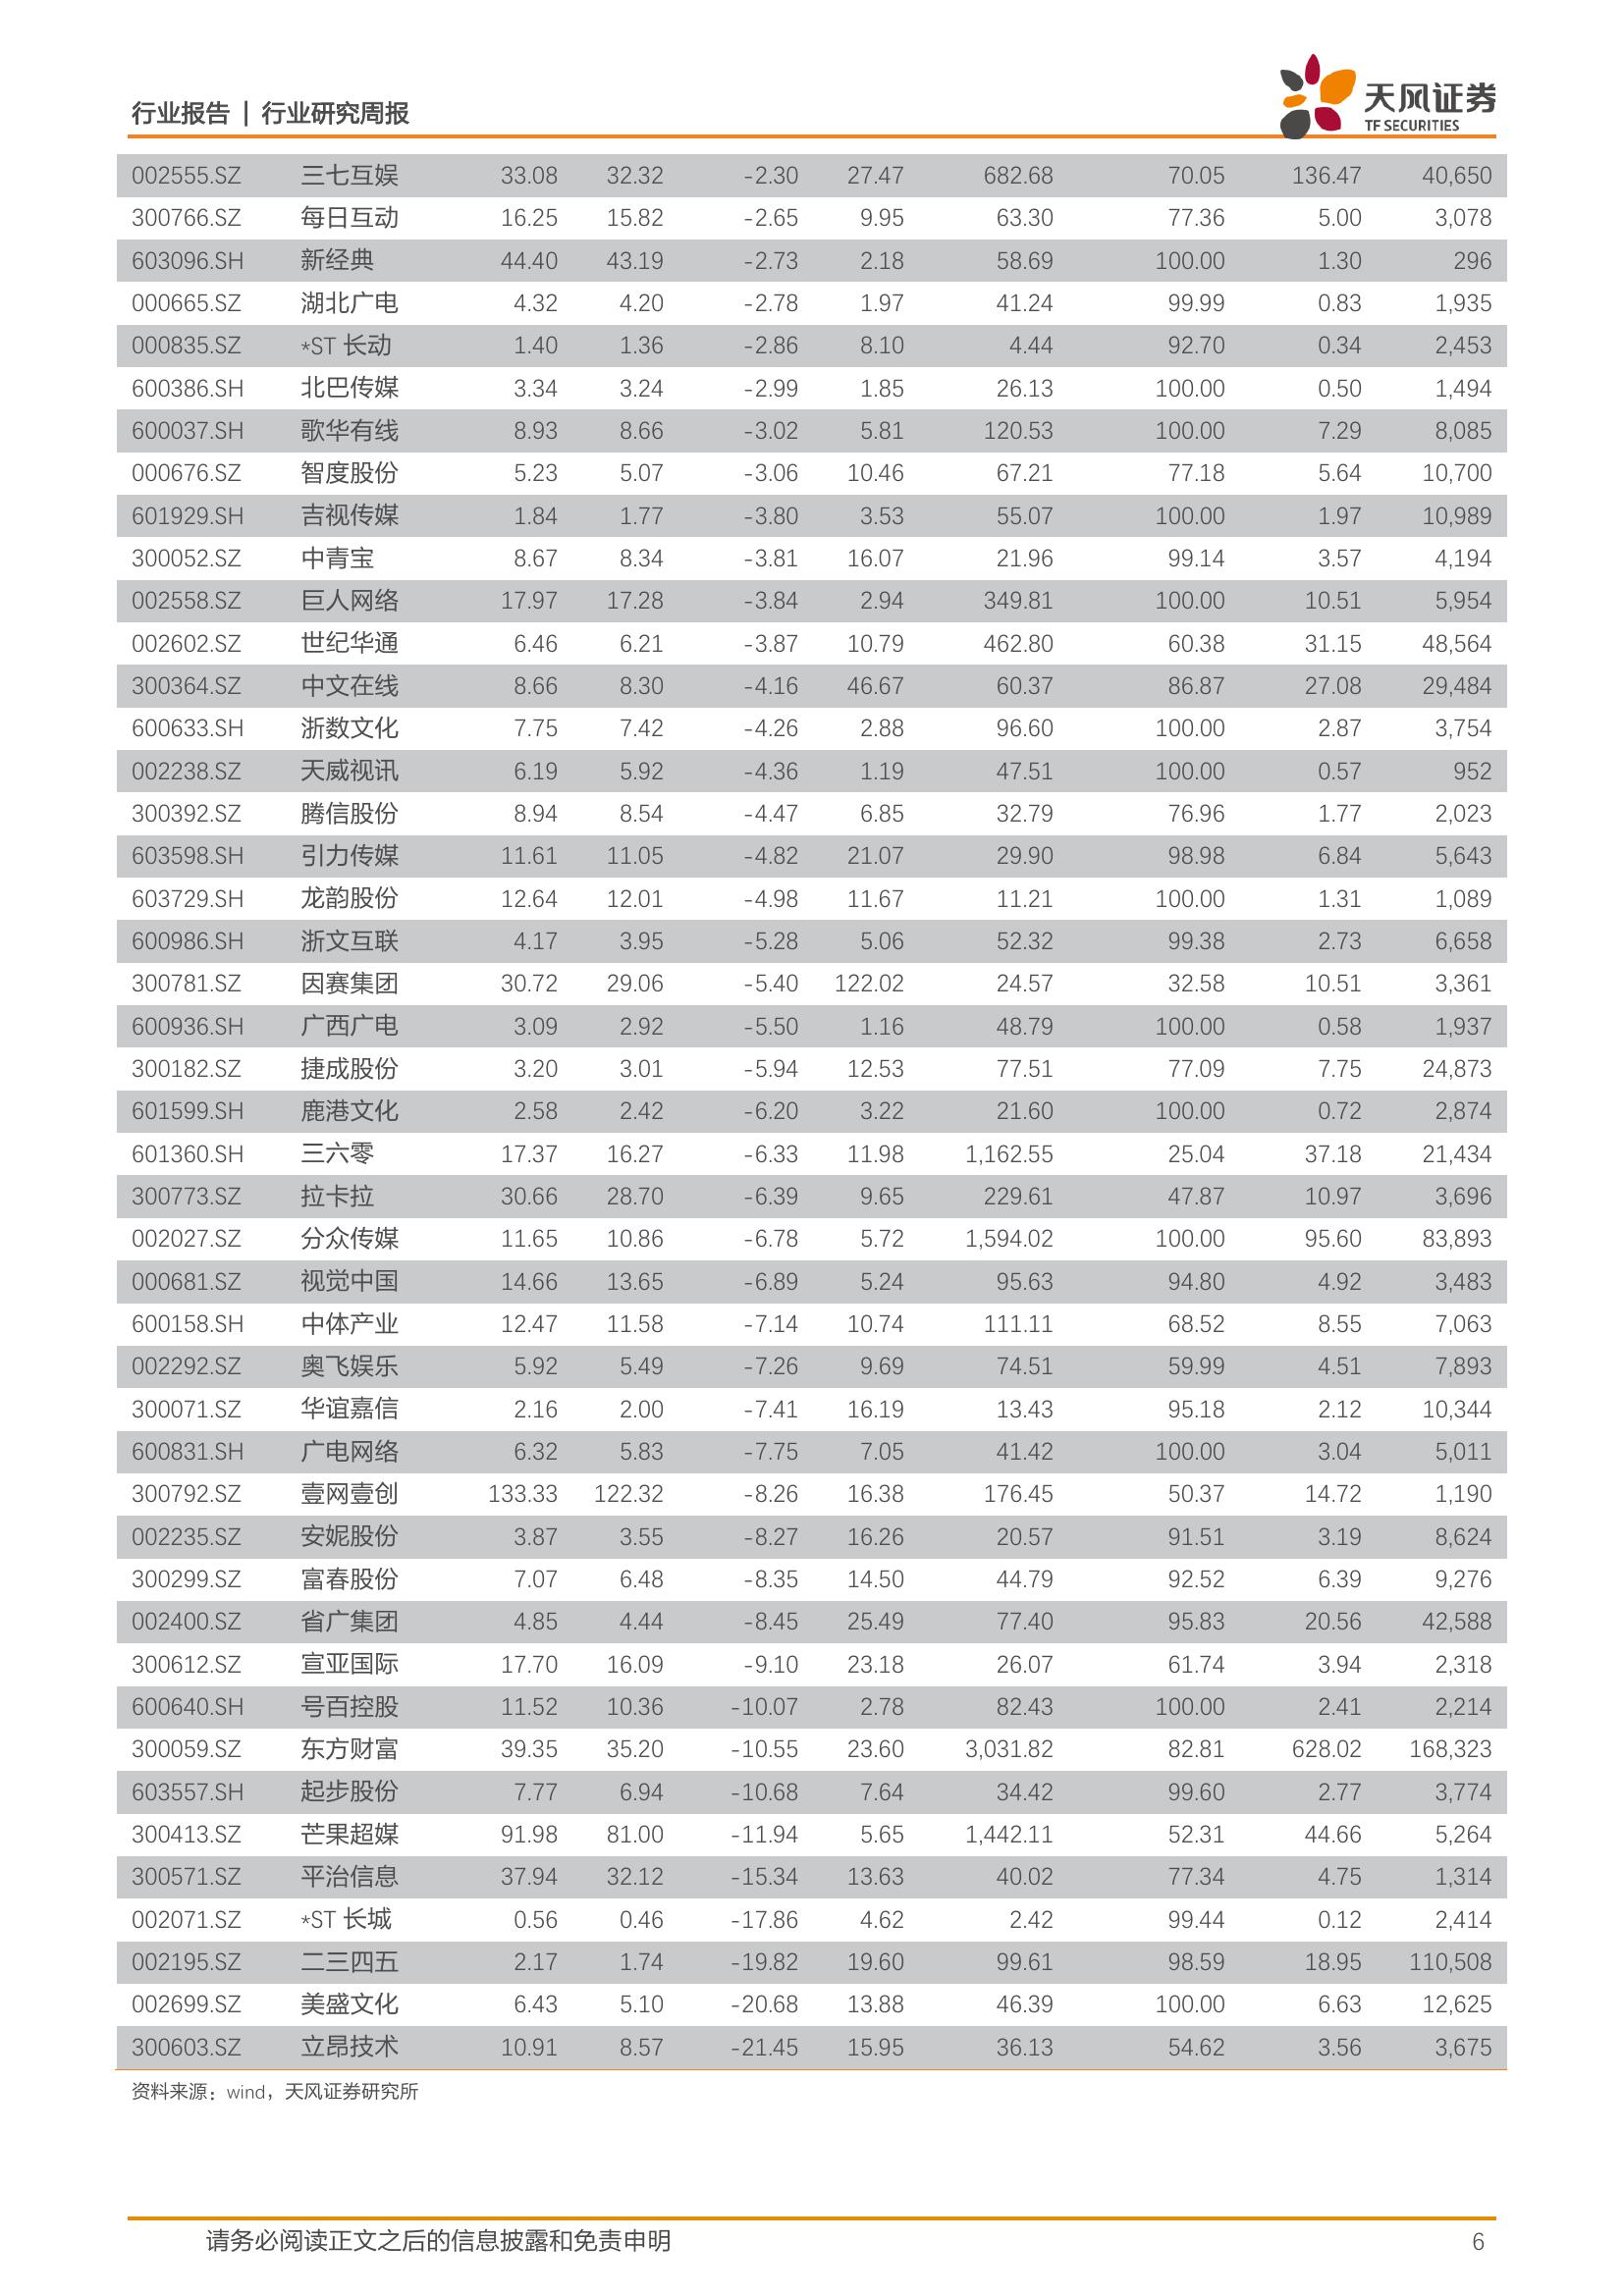 行业报告 | 行业研究周报
天风证券
TF SECURITIES
002555.SZ 三七互娱 33.08 32.32 -2.30 27.47 682.68 70.05 136.47 40,650
300766.SZ 每日互动 16.25 15.82 -2.65 9.95 63.30 77.36 5.00 3,078
603096.SH 新经典 44.40 43.19 -2.73 2.18 58.69 100.00 1.30 296
000665.SZ 湖北广电 4.32 4.20 -2.78 1.97 41.24 99.99 0.83 1,935
000835.SZ *ST 长动 1.40 1.36 -2.86 8.10 4.44 92.70 0.34 2,453
600386.SH 北巴传媒 3.34 3.24 -2.99 1.85 26.13 100.00 0.50 1,494
600037.SH 歌华有线 8.93 8.66 -3.02 5.81 120.53 100.00 7.29 8,085
000676.SZ 智度股份 5.23 5.07 -3.06 10.46 67.21 77.18 5.64 10,700
601929.SH 吉视传媒 1.84 1.77 -3.80 3.53 55.07 100.00 1.97 10,989
300052.SZ 中青宝 8.67 8.34 -3.81 16.07 21.96 99.14 3.57 4,194
002558.SZ 巨人网络 17.97 17.28 -3.84 2.94 349.81 100.00 10.51 5,954
002602.SZ 世纪华通 6.46 6.21 -3.87 10.79 462.80 60.38 31.15 48,564
300364.SZ 中文在线 8.66 8.30 -4.16 46.67 60.37 86.87 27.08 29,484
600633.SH 浙数文化 7.75 7.42 -4.26 2.88 96.60 100.00 2.87 3,754
002238.SZ 天威视讯 6.19 5.92 -4.36 1.19 47.51 100.00 0.57 952
300392.SZ 腾信股份 8.94 8.54 -4.47 6.85 32.79 76.96 1.77 2,023
603598.SH 引力传媒 11.61 11.05 -4.82 21.07 29.90 98.98 6.84 5,643
603729.SH 龙韵股份 12.64 12.01 -4.98 11.67 11.21 100.00 1.31 1,089
600986.SH 浙文互联 4.17 3.95 -5.28 5.06 52.32 99.38 2.73 6,658
300781.SZ 因赛集团 30.72 29.06 -5.40 122.02 24.57 32.58 10.51 3,361
600936.SH 广西广电 3.09 2.92 -5.50 1.16 48.79 100.00 0.58 1,937
300182.SZ 捷成股份 3.20 3.01 -5.94 12.53 77.51 77.09 7.75 24,873
601599.SH 鹿港文化 2.58 2.42 -6.20 3.22 21.60 100.00 0.72 2,874
601360.SH 三六零 17.37 16.27 -6.33 11.98 1,162.55 25.04 37.18 21,434
300773.SZ 拉卡拉 30.66 28.70 -6.39 9.65 229.61 47.87 10.97 3,696
002027.SZ 分众传媒 11.65 10.86 -6.78 5.72 1,594.02 100.00 95.60 83,893
000681.SZ 视觉中国 14.66 13.65 -6.89 5.24 95.63 94.80 4.92 3,483
600158.SH 中体产业 12.47 11.58 -7.14 10.74 111.11 68.52 8.55 7,063
002292.SZ 奥飞娱乐 5.92 5.49 -7.26 9.69 74.51 59.99 4.51 7,893
300071.SZ 华谊嘉信 2.16 2.00 -7.41 16.19 13.43 95.18 2.12 10,344
600831.SH 广电网络 6.32 5.83 -7.75 7.05 41.42 100.00 3.04 5,011
300792.SZ 壹网壹创 133.33 122.32 -8.26 16.38 176.45 50.37 14.72 1,190
002235.SZ 安妮股份 3.87 3.55 -8.27 16.26 20.57 91.51 3.19 8,624
300299.SZ 富春股份 7.07 6.48 -8.35 14.50 44.79 92.52 6.39 9,276
002400.SZ 省广集团 4.85 4.44 -8.45 25.49 77.40 95.83 20.56 42,588
300612.SZ 宣亚国际 17.70 16.09 -9.10 23.18 26.07 61.74 3.94 2,318
600640.SH 号百控股 11.52 10.36 -10.07 2.78 82.43 100.00 2.41 2,214
300059.SZ 东方财富 39.35 35.20 -10.55 23.60 3,031.82 82.81 628.02 168,323
603557.SH 起步股份 7.77 6.94 -10.68 7.64 34.42 99.60 2.77 3,774
300413.SZ 芒果超媒 91.98 81.00 -11.94 5.65 1,442.11 52.31 44.66 5,264
300571.SZ 平治信息 37.94 32.12 -15.34 13.63 40.02 77.34 4.75 1,314
002071.SZ *ST 长城 0.56 0.46 -17.86 4.62 2.42 99.44 0.12 2,414
002195.SZ 二三四五 2.17 1.74 -19.82 19.60 99.61 98.59 18.95 110,508
002699.SZ 美盛文化 6.43 5.10 -20.68 13.88 46.39 100.00 6.63 12,625
300603.SZ 立昂技术 10.91 8.57 -21.45 15.95 36.13 54.62 3.56 3,675
资料来源：wind，天风证券研究所
请务必阅读正文之后的信息披露和免责申明 6